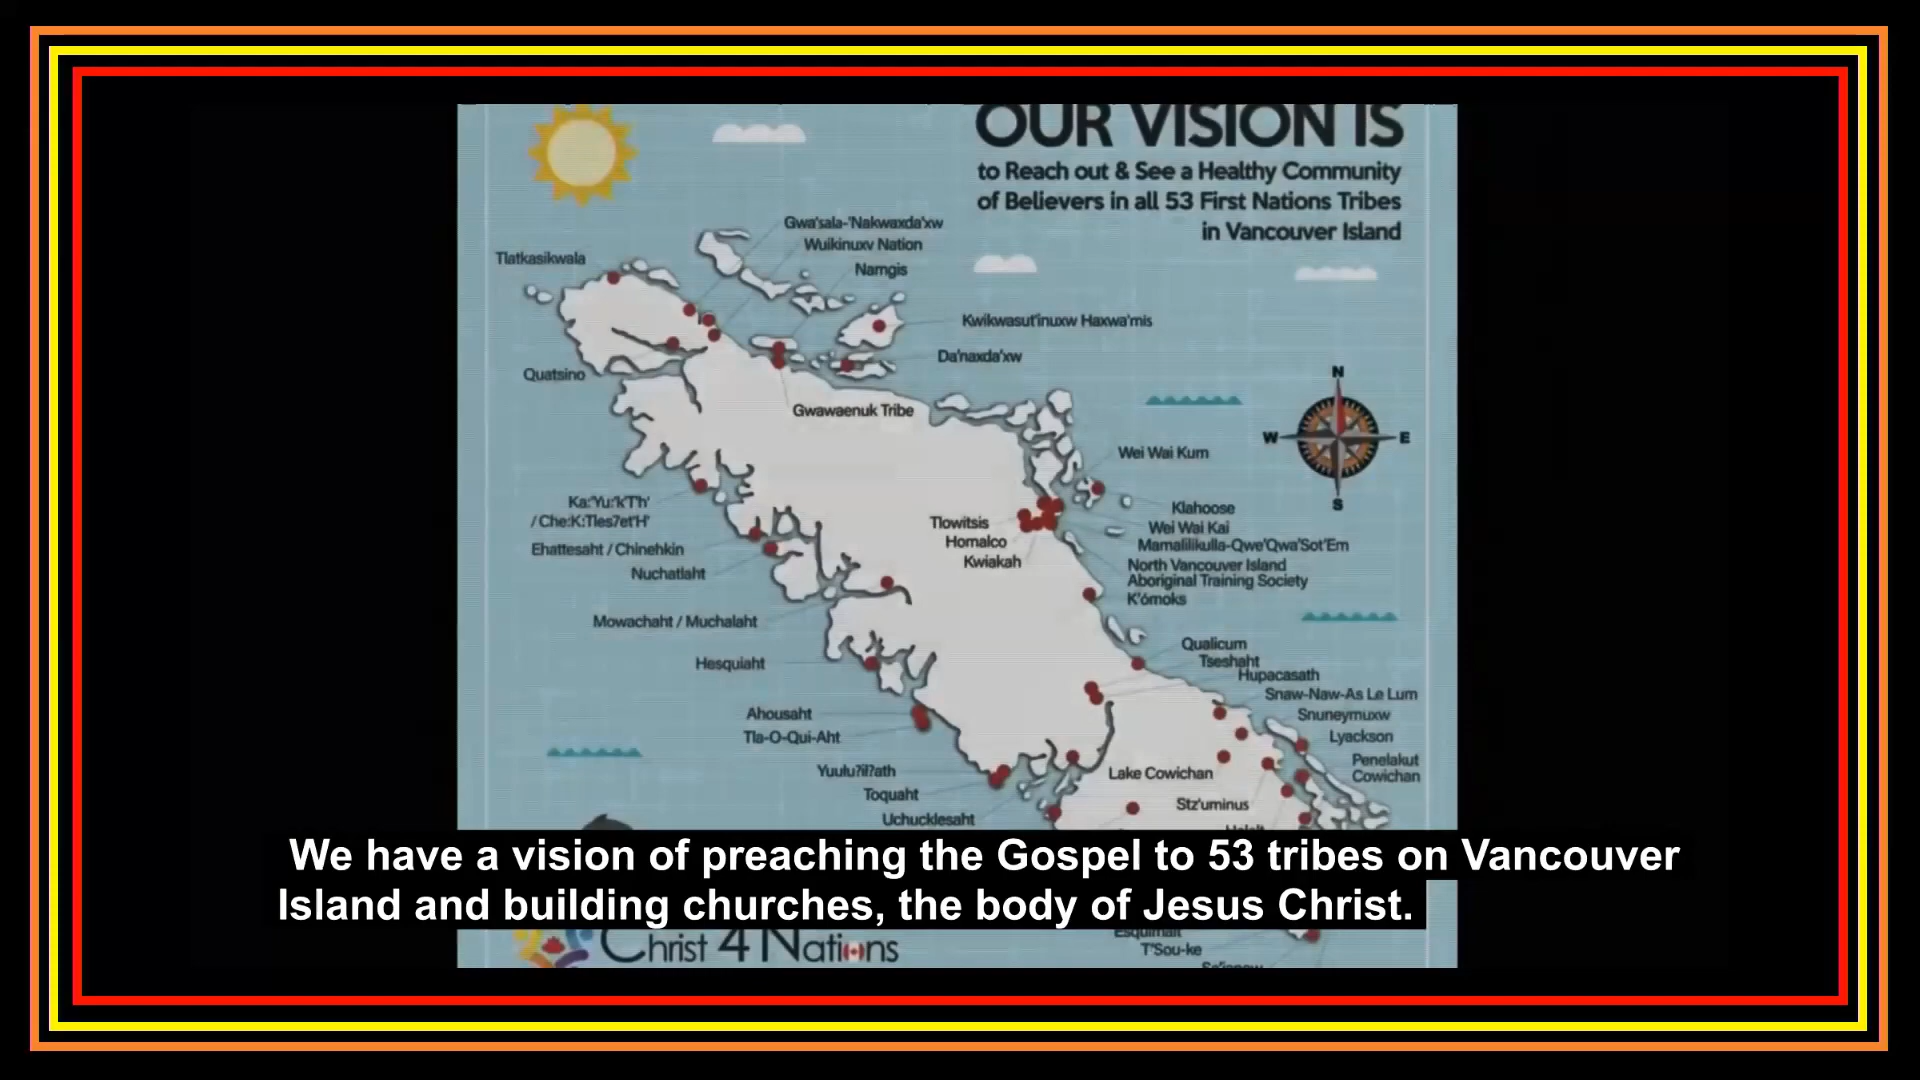 OUR VISION IS
to Reach out & See a Healthy Community
of Believers in all 53 First Nations Tribes
in Vancouver Island
Gwa'sala-'Nakwaxda'xw
Wuikinuxv Nation
Namgis
Tlatkasikwala
Kwikwasut'inuxw Haxwa'mis
Da'naxda'xw
Quatsino
Gwawaenuk Tribe
N
W
E
S
Wei Wai Kum
Ka:'Yu:'k'T'h'
/ Che:K:Tles7et'H'
Klahoose
Tlowitsis
Wei Wai Kai
Homalco
Mamalilikulla-Qwe'Qwa'Sot'Em
Ehattesaht / Chinehkin
Kwiakah
North Vancouver Island
Aboriginal Training Society
Nuchatlaht
K'ómoks
Mowachaht / Muchalaht
Qualicum
Tseshaht
Hesquiaht
Hupacasath
Snaw-Naw-As Le Lum
Ahousaht
Snuneymuxw
Tla-O-Qui-Aht
Lyackson
Penelakut
Yuulu?il?ath
Lake Cowichan
Cowichan
Toquaht
Stz'uminus
Uchucklesaht
We have a vision of preaching the Gospel to 53 tribes on Vancouver
Island and building churches, the body of Jesus Christ.
Esquimalt
Christ 4 Nations
T'Sou-ke